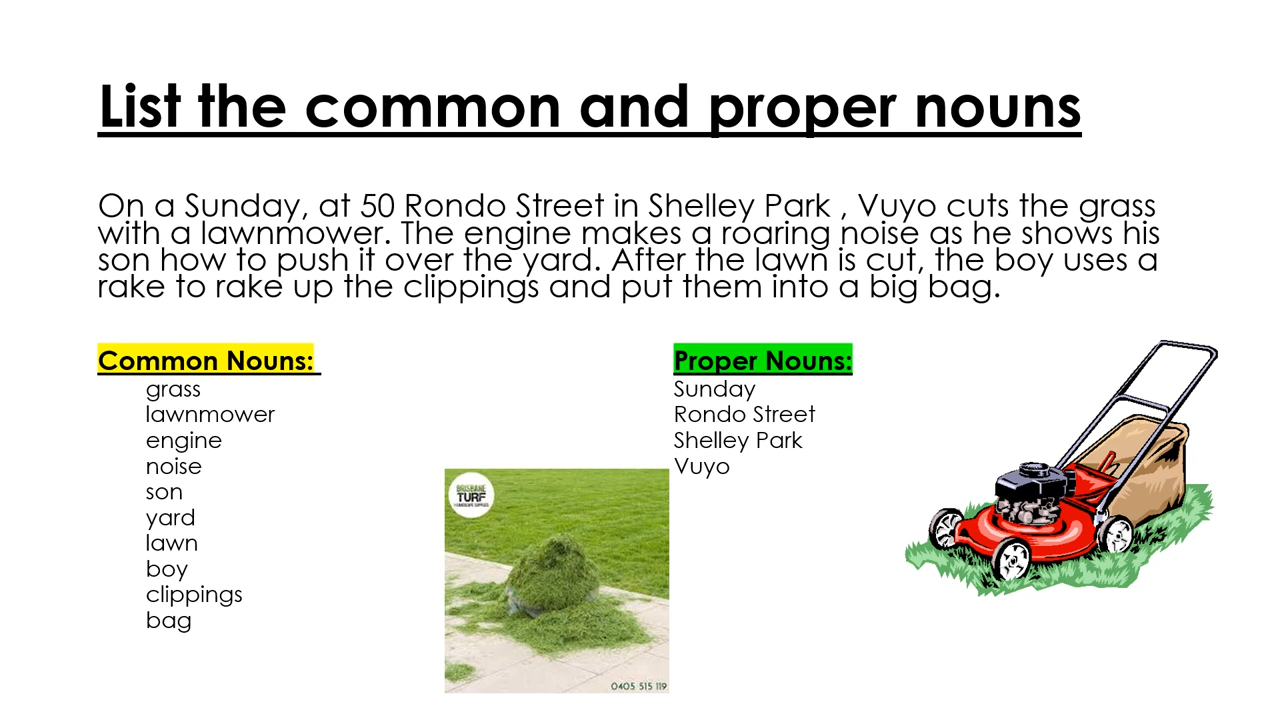 List the common and proper nouns
On a Sunday, at 50 Rondo Street in Shelley Park , Vuyo cuts the grass
with a lawnmower. The engine makes a roaring noise as he shows his
son how to push it over the yard. After the lawn is cut, the boy uses a
rake to rake up the clippings and put them into a big bag.
Common Nouns:
grass
lawnmower
engine
noise
son
yard
lawn
boy
clippings
bag
Proper Nouns:
Sunday
Rondo Street
Shelley Park
Vuyo
BRISBANE
TURF
LANDSCAPE SUPPLIES
0405 515 119